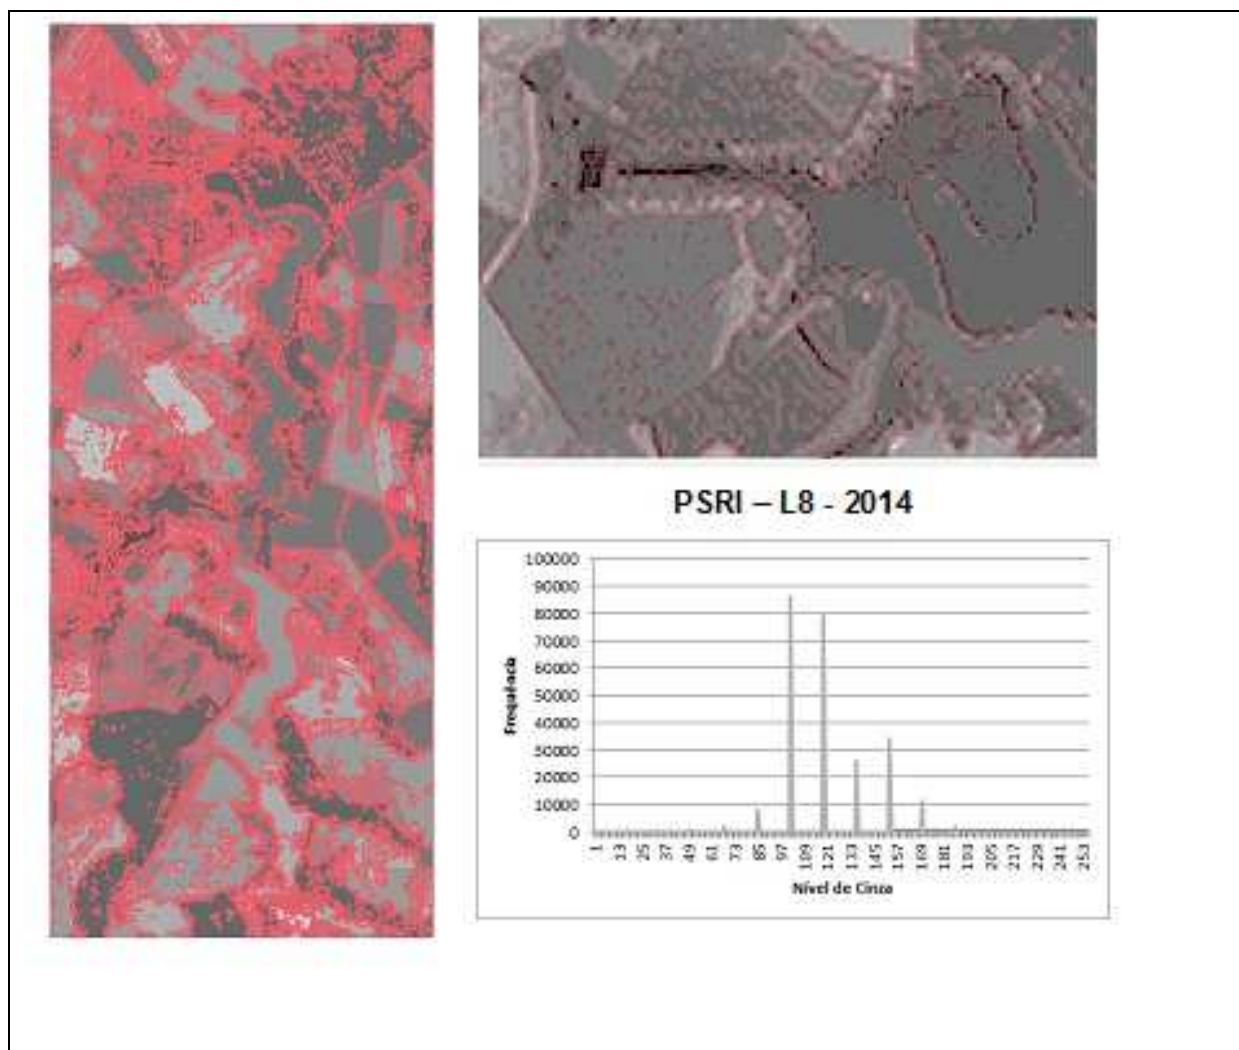 PSRI – L8 - 2014
100000
90000
80000
70000
60000
50000
40000
30000
20000
10000
0
Frequência
1 13 25 37 49 61 73 85 97 109 121 133 145 157 169 181 193 205 217 229 241 253
Nível de Cinza